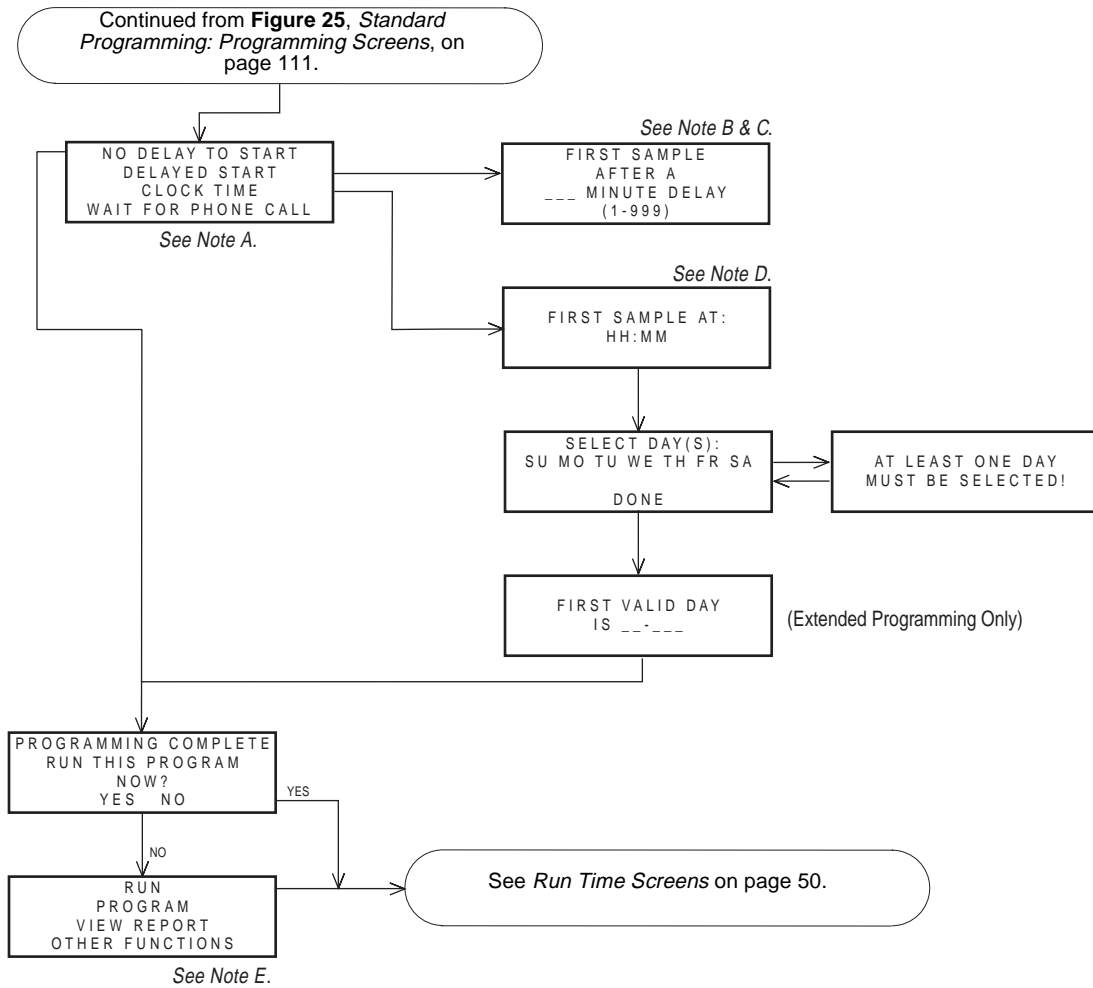 Continued from Figure 25, Standard
Programming: Programming Screens, on
page 111.
NO DELAY TO START
DELAYED START
CLOCK TIME
WAIT FOR PHONE CALL
See Note A.
See Note B & C.
FIRST SAMPLE
AFTER A
___ MINUTE DELAY
(1-999)
See Note D.
FIRST SAMPLE AT:
HH:MM
SELECT DAY(S):
SU MO TU WE TH FR SA
DONE
AT LEAST ONE DAY
MUST BE SELECTED!
FIRST VALID DAY
IS __-___
(Extended Programming Only)
PROGRAMMING COMPLETE
RUN THIS PROGRAM
NOW?
YES NO
YES
NO
RUN
PROGRAM
VIEW REPORT
OTHER FUNCTIONS
See Note E.
See Run Time Screens on page 50.